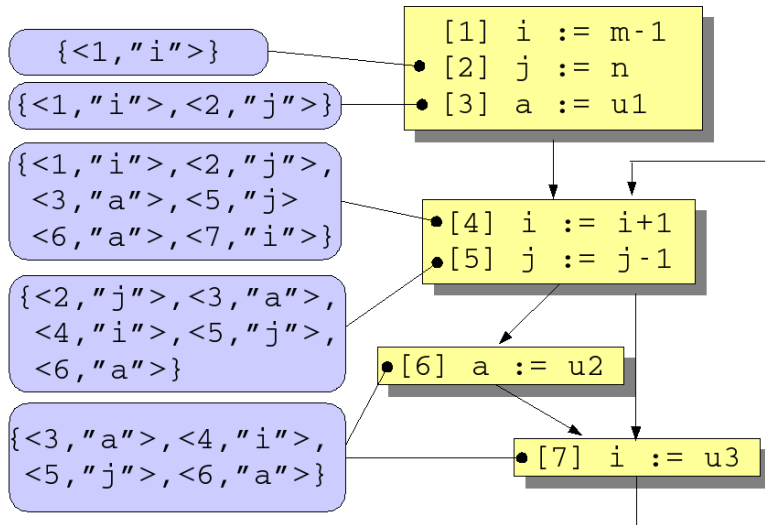 {<1,"i">}
{<1,"i">,<2,"j">}
{<1,"i">,<2,"j">,
<3,"a">,<5,"j>
<6,"a">,<7,"i">}
{<2,"j">,<3,"a">,
<4,"i">,<5,"j">,
<6,"a">}
{<3,"a">,<4,"i">,
<5,"j">,<6,"a">}
[1] i := m-1
[2] j := n
[3] a := u1
[4] i := i+1
[5] j := j-1
[6] a := u2
[7] i := u3